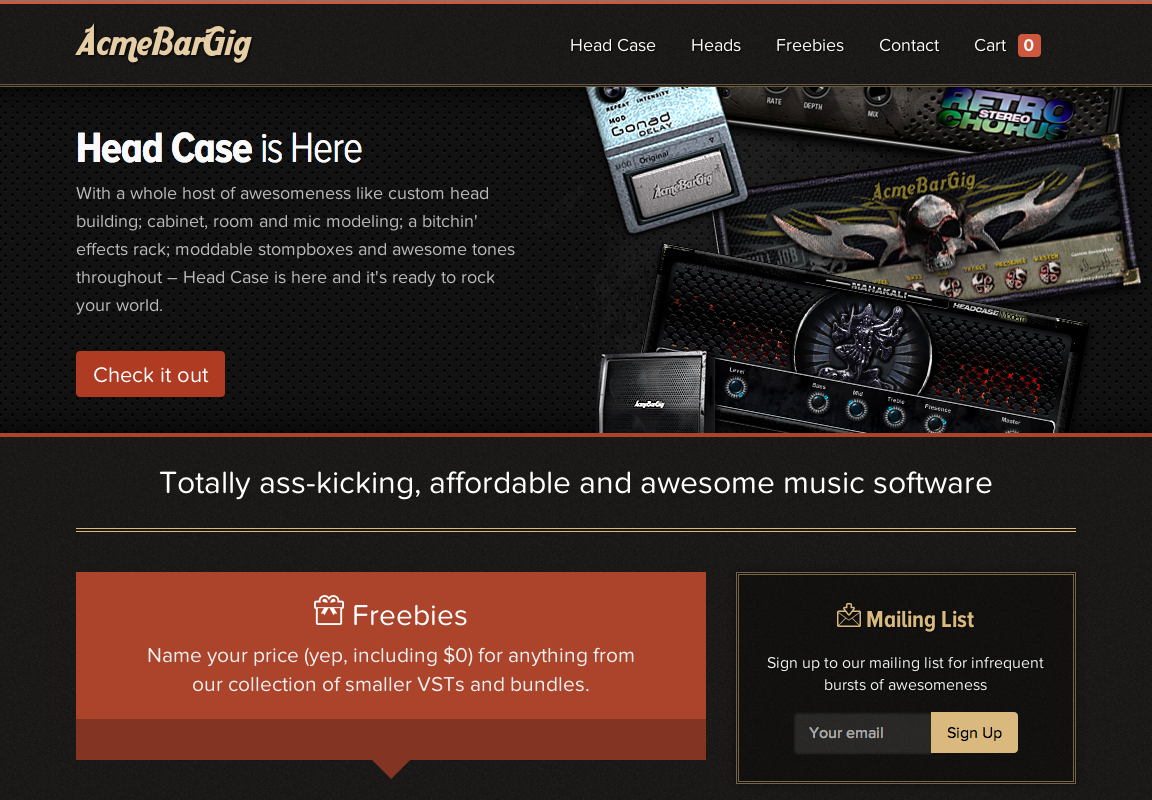 AcmeBarGig
Head Case Heads Freebies Contact Cart 0
Head Case is Here
With a whole host of awesomeness like custom head
building; cabinet, room and mic modeling; a bitchin'
effects rack; moddable stompboxes and awesome tones
throughout – Head Case is here and it's ready to rock
your world.
Check it out
REPEAT INTENSITY
MOD
Gonad
DELAY
MOD Original
AcmeBarGig
RATE DEPTH MIX
RETRO
STEREO
CHORUS
AcmeBarGig
MAHAKALI
HEADCASE
Level Bass Mid Treble Presence Master
AcmeBarGig
Totally ass-kicking, affordable and awesome music software
Freebies
Name your price (yep, including $0) for anything from
our collection of smaller VSTs and bundles.
Mailing List
Sign up to our mailing list for infrequent
bursts of awesomeness
Your email Sign Up